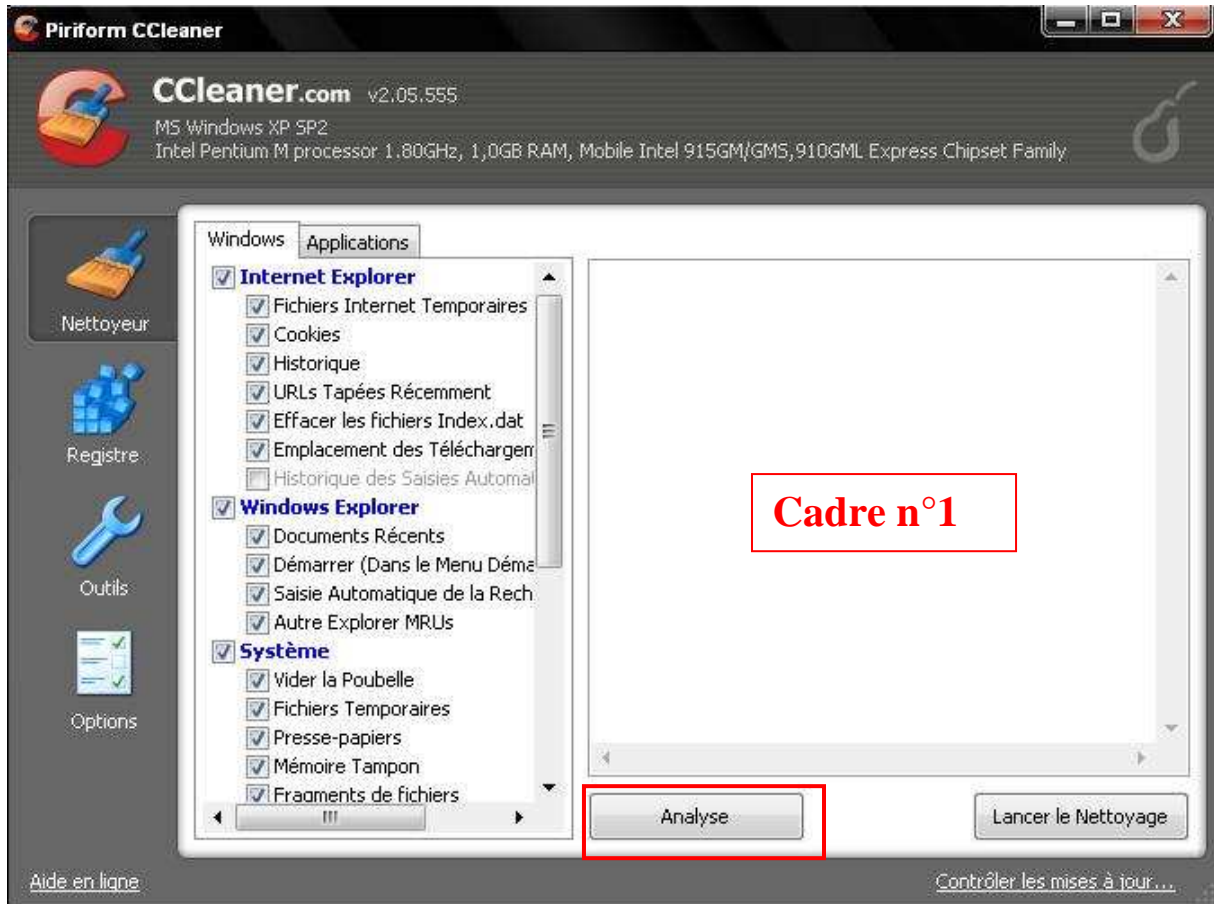 Piriform CCleaner
CCleaner.com v2.05.555
MS Windows XP SP2
Intel Pentium M processor 1.80GHz, 1,0GB RAM, Mobile Intel 915GM/GMS,910GML Express Chipset Family
Nettoyeur
Registre
Outils
Options
Windows
Applications
Internet Explorer
Fichiers Internet Temporaires
Cookies
Historique
URLs Tapées Récemment
Effacer les fichiers Index.dat
Emplacement des Téléchargem
Historique des Saisies Automat
Windows Explorer
Documents Récents
Démarrer (Dans le Menu Déma
Saisie Automatique de la Rech
Autre Explorer MRUs
Système
Vider la Poubelle
Fichiers Temporaires
Presse-papiers
Mémoire Tampon
Fragments de fichiers
Cadre n°1
Analyse
Lancer le Nettoyage
Aide en ligne
Contrôler les mises à jour...